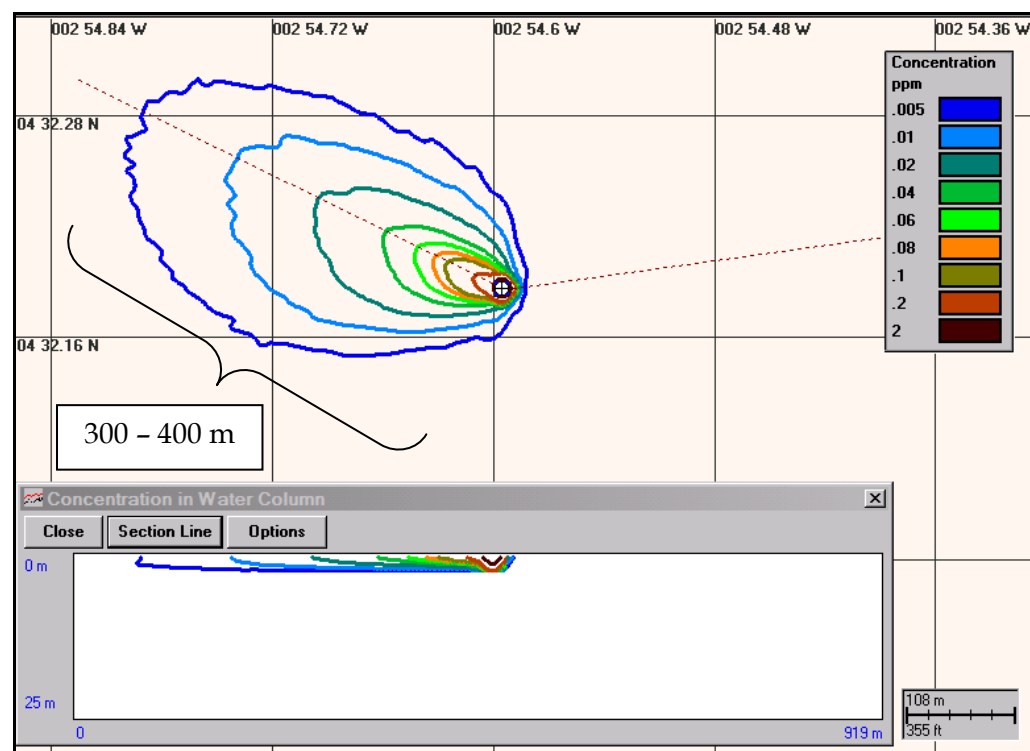 002 54.84 W
002 54.72 W
002 54.6 W
002 54.48 W
002 54.36 W
04 32.28 N
04 32.16 N
Concentration
ppm
.005
.01
.02
.04
.06
.08
.1
.2
2
300 – 400 m
Concentration in Water Column
Close
Section Line
Options
0 m
25 m
0
919 m
108 m
355 ft